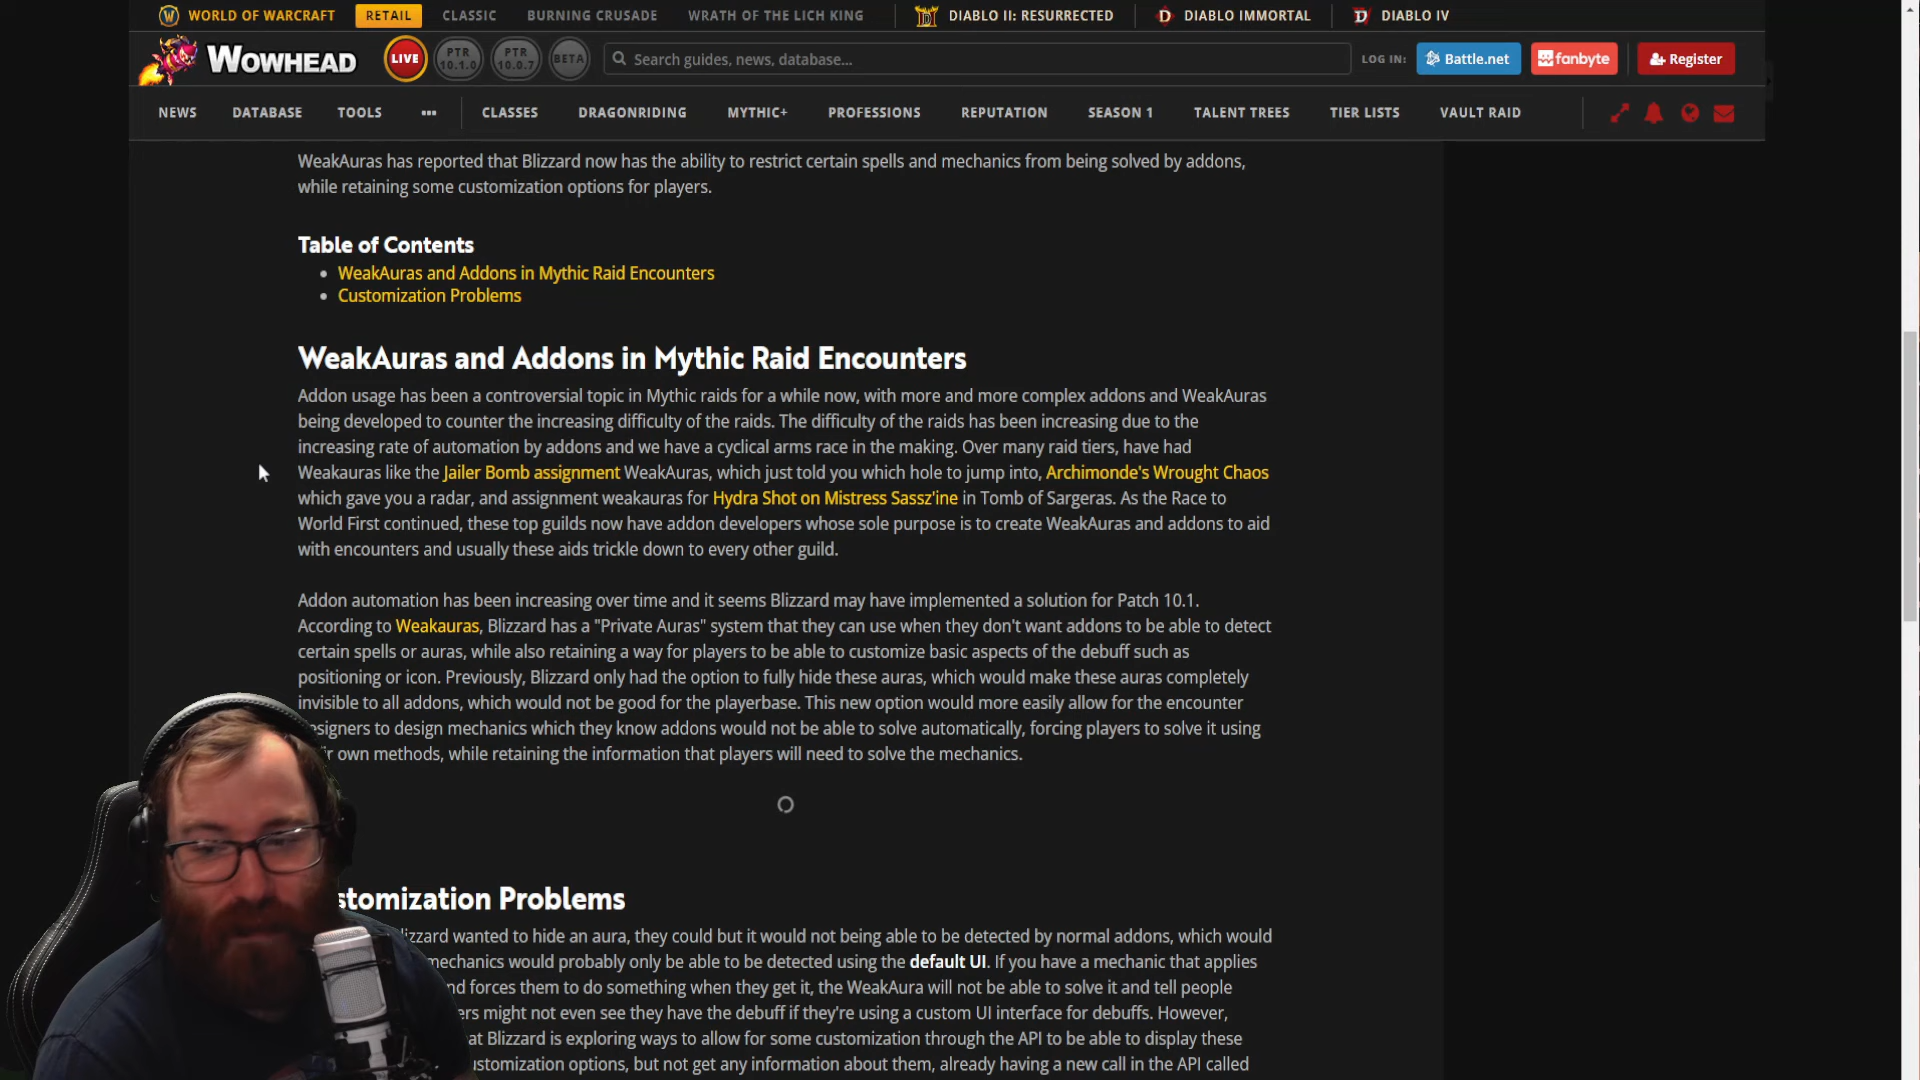 WORLD OF WARCRAFT RETAIL CLASSIC BURNING CRUSADE WRATH OF THE LICH KING DIABLO II: RESURRECTED DIABLO IMMORTAL DIABLO IV
WOWHEAD LIVE PTR 10.1.0 PTR 10.0.7 BETA Search guides, news, database... LOG IN: Battle.net fanbyte Register
NEWS DATABASE TOOLS ... CLASSES DRAGONRIDING MYTHIC+ PROFESSIONS REPUTATION SEASON 1 TALENT TREES TIER LISTS VAULT RAID
WeakAuras has reported that Blizzard now has the ability to restrict certain spells and mechanics from being solved by addons,
while retaining some customization options for players.
Table of Contents
WeakAuras and Addons in Mythic Raid Encounters
Customization Problems
WeakAuras and Addons in Mythic Raid Encounters
Addon usage has been a controversial topic in Mythic raids for a while now, with more and more complex addons and WeakAuras
being developed to counter the increasing difficulty of the raids. The difficulty of the raids has been increasing due to the
increasing rate of automation by addons and we have a cyclical arms race in the making. Over many raid tiers, have had
Weakauras like the Jailer Bomb assignment WeakAuras, which just told you which hole to jump into, Archimonde's Wrought Chaos
which gave you a radar, and assignment weakauras for Hydra Shot on Mistress Sassz'ine in Tomb of Sargeras. As the Race to
World First continued, these top guilds now have addon developers whose sole purpose is to create WeakAuras and addons to aid
with encounters and usually these aids trickle down to every other guild.
Addon automation has been increasing over time and it seems Blizzard may have implemented a solution for Patch 10.1.
According to Weakauras, Blizzard has a "Private Auras" system that they can use when they don't want addons to be able to detect
certain spells or auras, while also retaining a way for players to be able to customize basic aspects of the debuff such as
positioning or icon. Previously, Blizzard only had the option to fully hide these auras, which would make these auras completely
invisible to all addons, which would not be good for the playerbase. This new option would more easily allow for the encounter
esigners to design mechanics which they know addons would not be able to solve automatically, forcing players to solve it using
own methods, while retaining the information that players will need to solve the mechanics.
stomization Problems
lizzard wanted to hide an aura, they could but it would not being able to be detected by normal addons, which would
mechanics would probably only be able to be detected using the default UI. If you have a mechanic that applies
nd forces them to do something when they get it, the WeakAura will not be able to solve it and tell people
ers might not even see they have the debuff if they're using a custom UI interface for debuffs. However,
at Blizzard is exploring ways to allow for some customization through the API to be able to display these
ustomization options, but not get any information about them, already having a new call in the API called